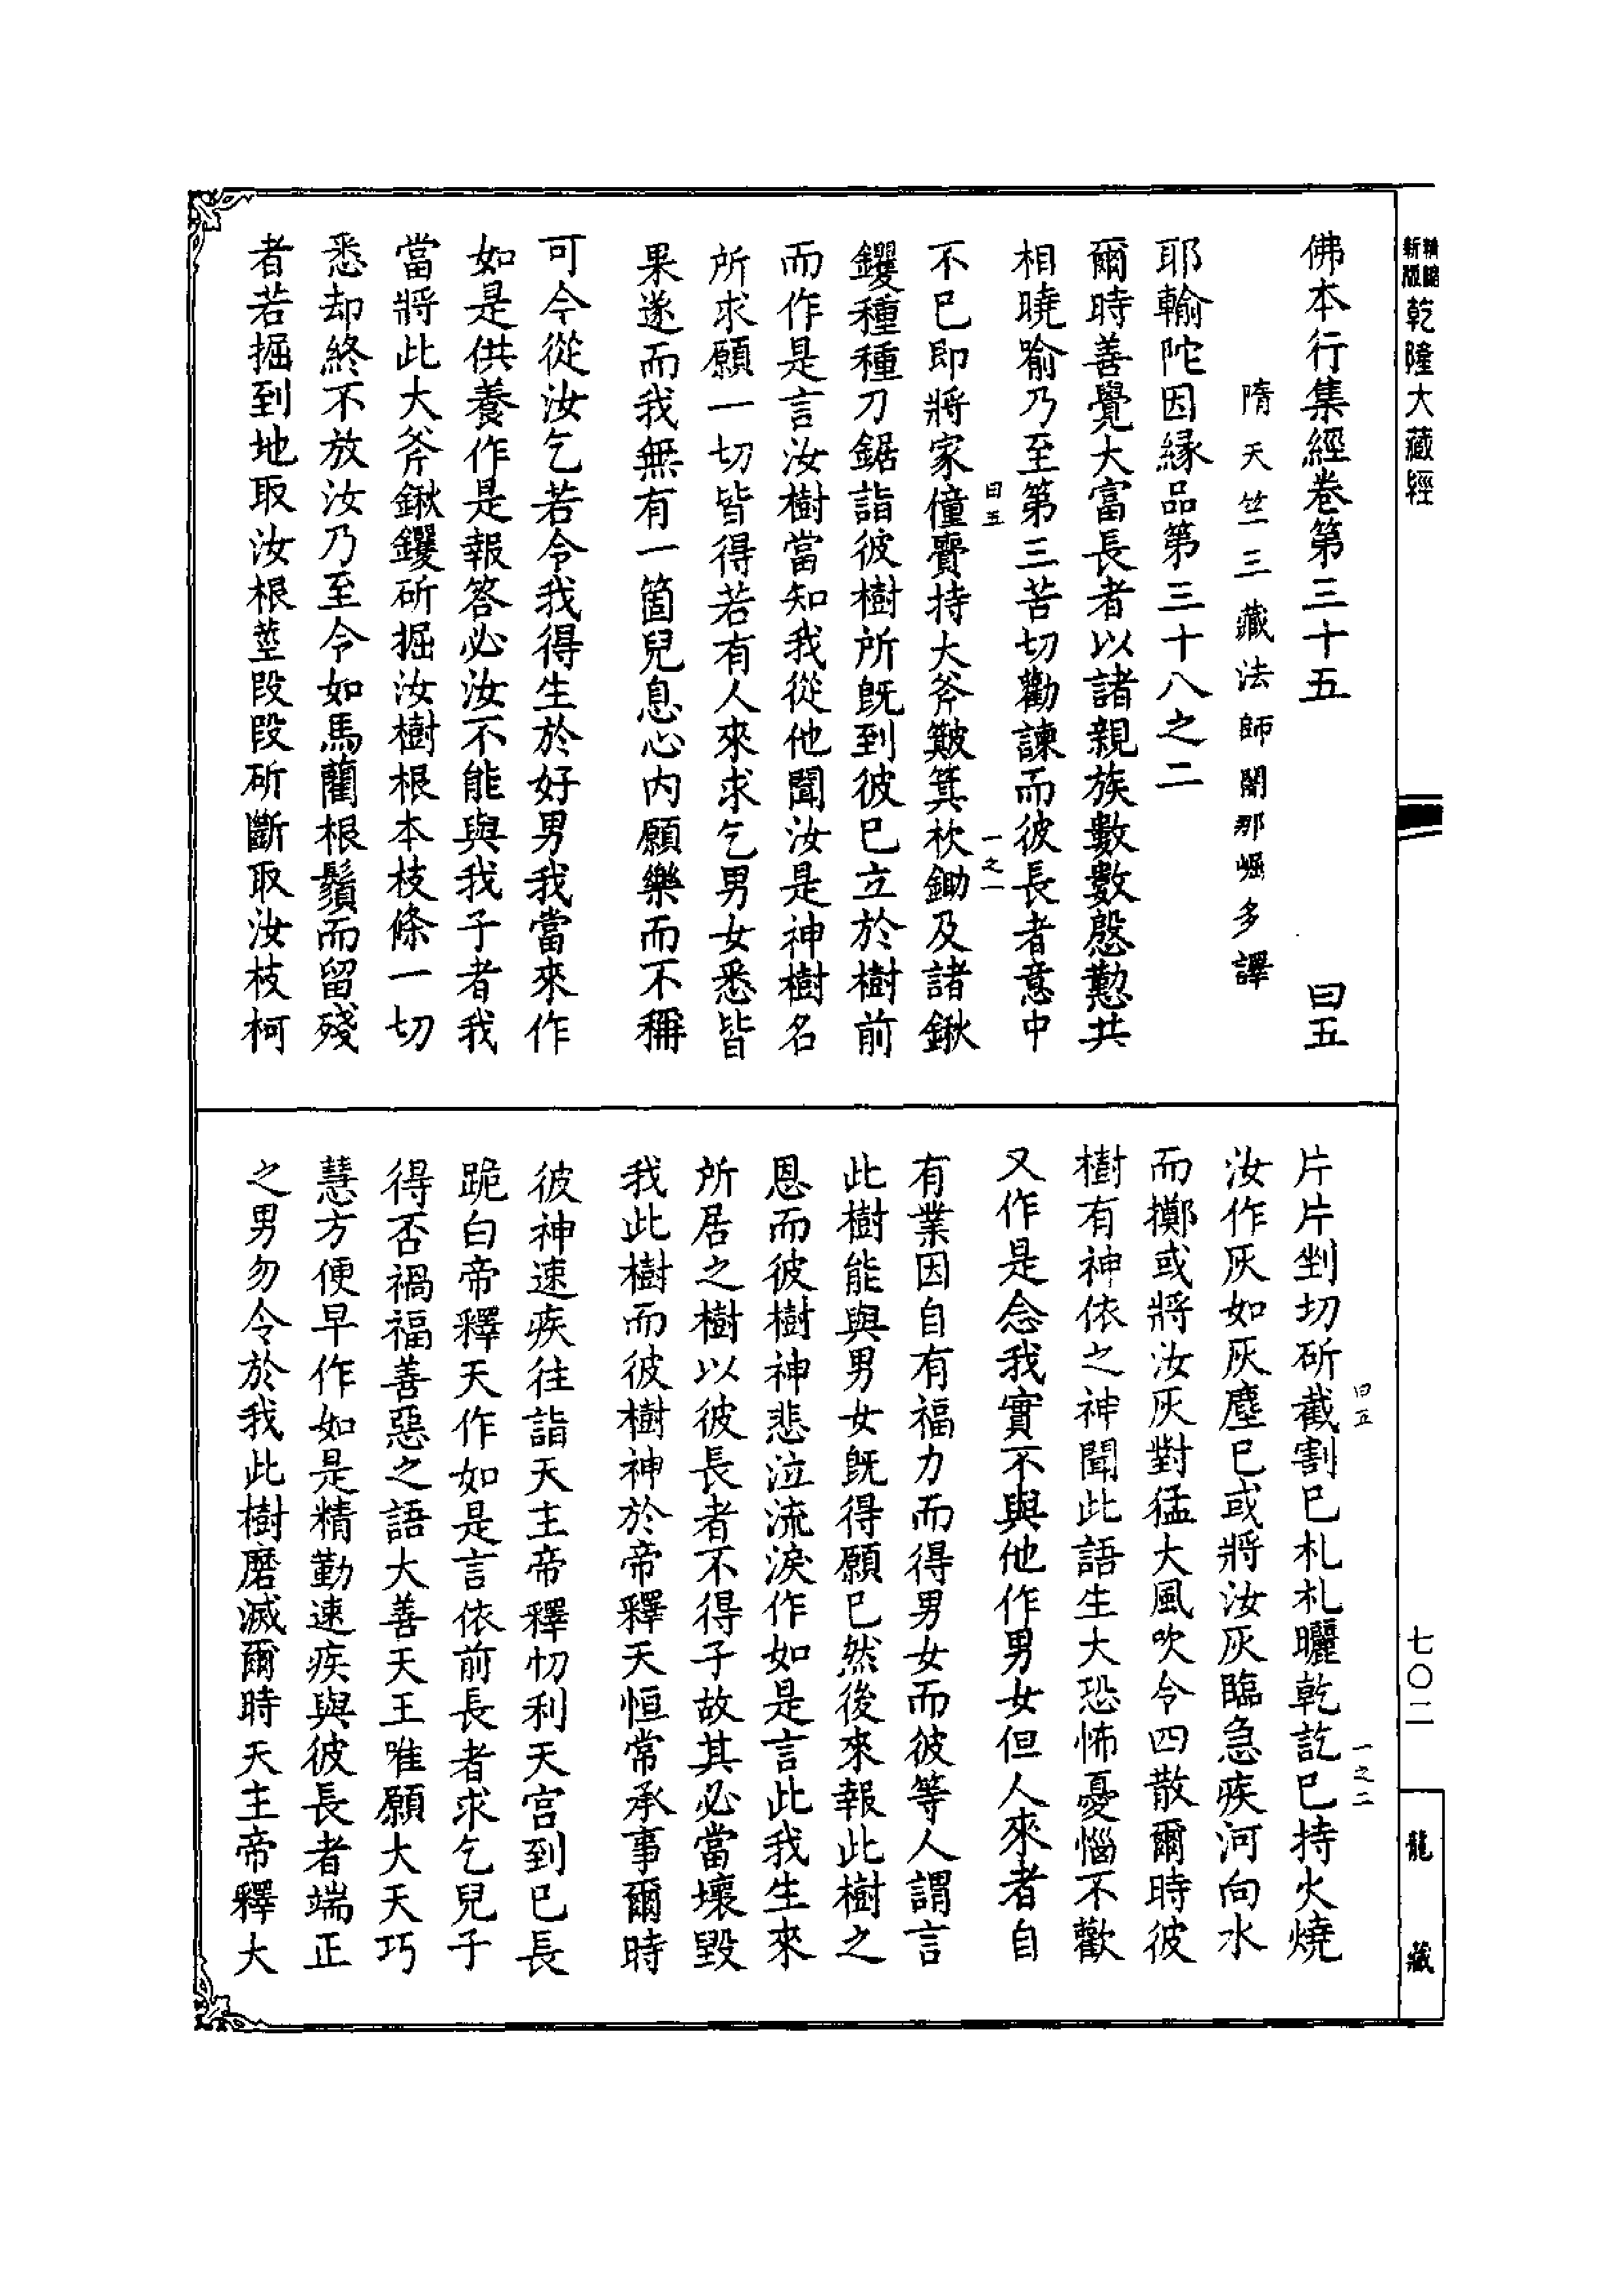 新編縮版 乾隆大藏經
佛本行集經卷第三十五 曰五
隋天竺三藏法師闍那崛多譯
耶輸陀因緣品第三十八之二
爾時善覺大富長者以諸親族數數慇懃共
相曉喻乃至第三苦切勸諫而彼長者意中
曰五 一之一
不已即將家僮賷持大斧簸箕杴鋤及諸鍬
钁種種刀鋸詣彼樹所旣到彼已立於樹前
而作是言汝樹當知我從他聞汝是神樹名
所求願一切皆得若有人來求乞男女悉皆
果遂而我無有一箇兒息心內願樂而不稱
可今從汝乞若令我得生於好男我當來作
如是供養作是報答必汝不能與我子者我
當將此大斧鍬钁斫掘汝樹根本枝條一切
悉却終不放汝乃至令如馬藺根鬚而留殘
者若掘到地取汝根莖段段斫斷取汝枝柯
曰五 一之二
片片剉切斫截割已札札曬乾訖已持火燒
汝作灰如灰塵已或將汝灰臨急疾河向水
而擲或將汝灰對猛大風吹令四散爾時彼
樹有神依之神聞此語生大恐怖憂惱不歡
又作是念我實不與他作男女但人來者自
有業因自有福力而得男女而彼等人謂言
此樹能與男女旣得願已然後來報此樹之
恩而彼樹神悲泣流淚作如是言此我生來
所居之樹以彼長者不得子故其必當壞毀
我此樹而彼樹神於帝釋天恒常承事爾時
彼神速疾往詣天主帝釋忉利天宮到已長
跪白帝釋天作如是言依前長者求乞兒子
得否禍福善惡之語大善天王唯願大天巧
慧方便早作如是精勤速疾與彼長者端正
之男勿令於我此樹磨滅爾時天主帝釋大
七〇二
龍藏